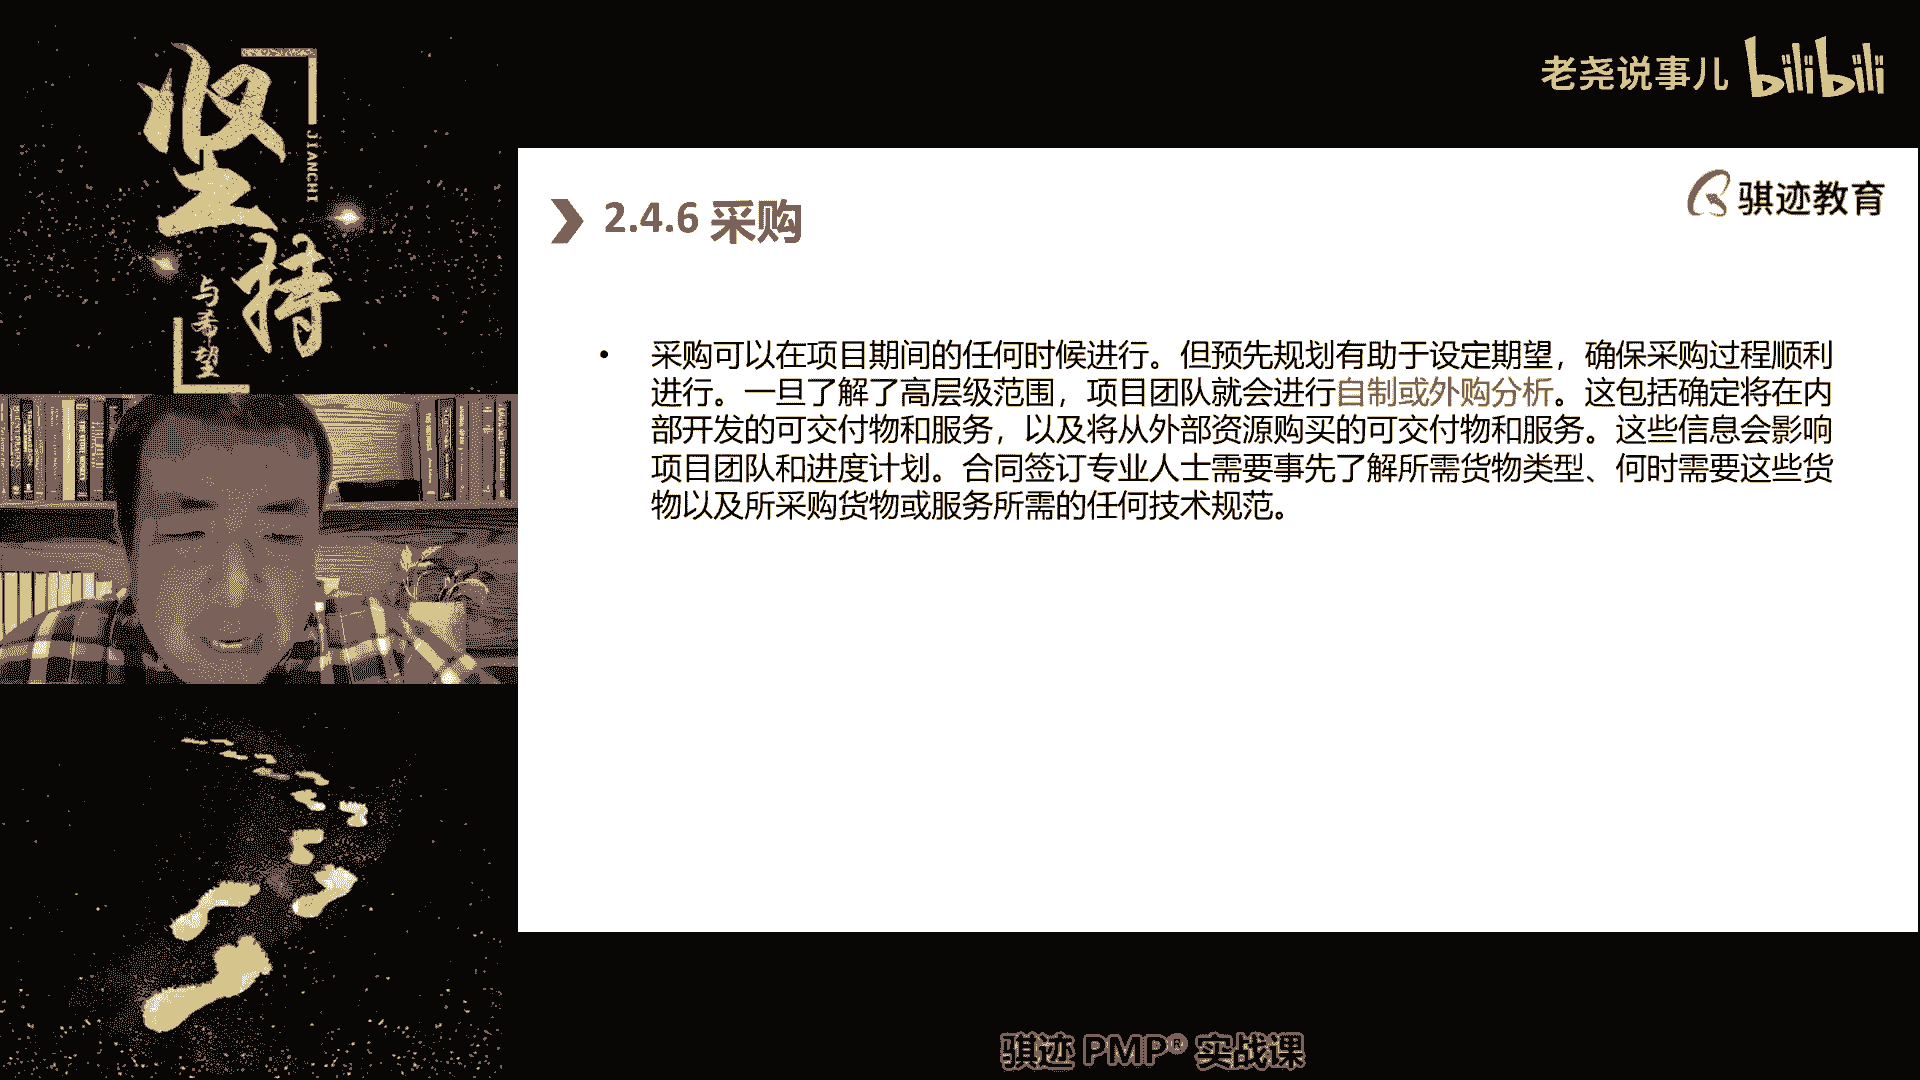 坚持
JIANCHI
与希望
老尧说事儿 bilibili
骐迹教育
2.4.6 采购
• 采购可以在项目期间的任何时候进行。但预先规划有助于设定期望，确保采购过程顺利
进行。一旦了解了高层级范围，项目团队就会进行自制或外购分析。这包括确定将在内
部开发的可交付物和服务，以及将从外部资源购买的可交付物和服务。这些信息会影响
项目团队和进度计划。合同签订专业人士需要事先了解所需货物类型、何时需要这些货
物以及所采购货物或服务所需的任何技术规范。
骐迹 PMP® 实战课